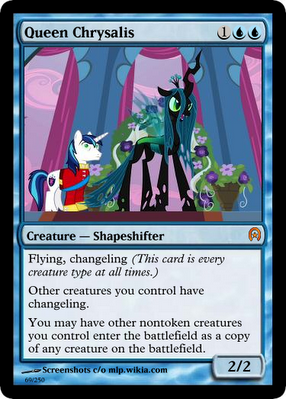 Queen Chrysalis 1
Creature — Shapeshifter
Flying, changeling (This card is every
creature type at all times.)
Other creatures you control have
changeling.
You may have other nontoken creatures
you control enter the battlefield as a copy
of any creature on the battlefield.
2/2
Screenshots c/o mlp.wikia.com
69/250